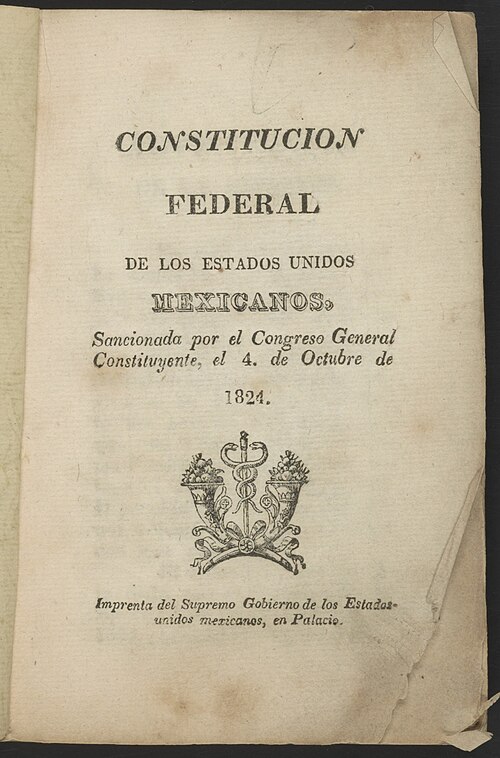 CONSTITUCION
FEDERAL
DE LOS ESTADOS UNIDOS
MEXICANOS,
Sancionada por el Congreso General
Constituyente, el 4. de Octubre de
1824.
Imprenta del Supremo Gobierno de los Estados-
unidos mexicanos, en Palacio.